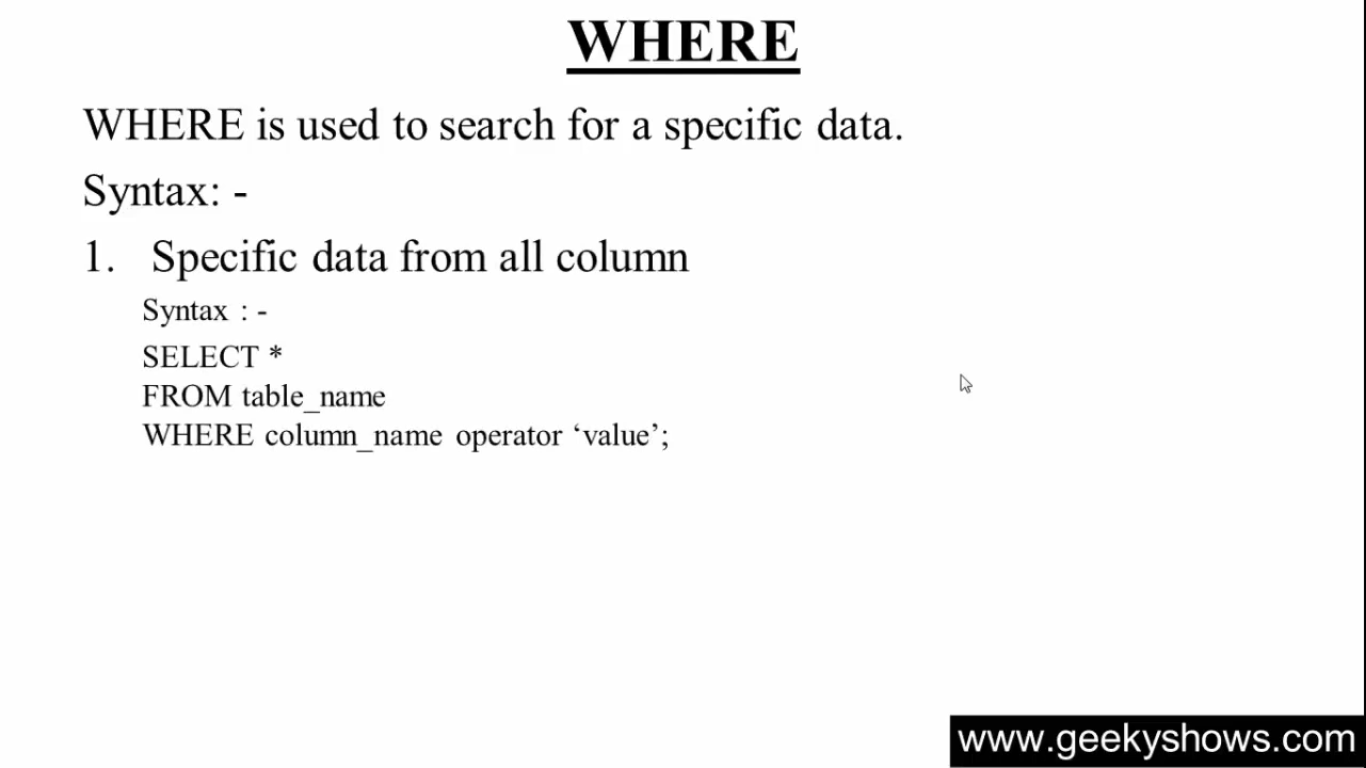 WHERE
WHERE is used to search for a specific data.
Syntax: -
1. Specific data from all column
Syntax : -
SELECT *
FROM table_name
WHERE column_name operator ‘value’;
www.geekyshows.com